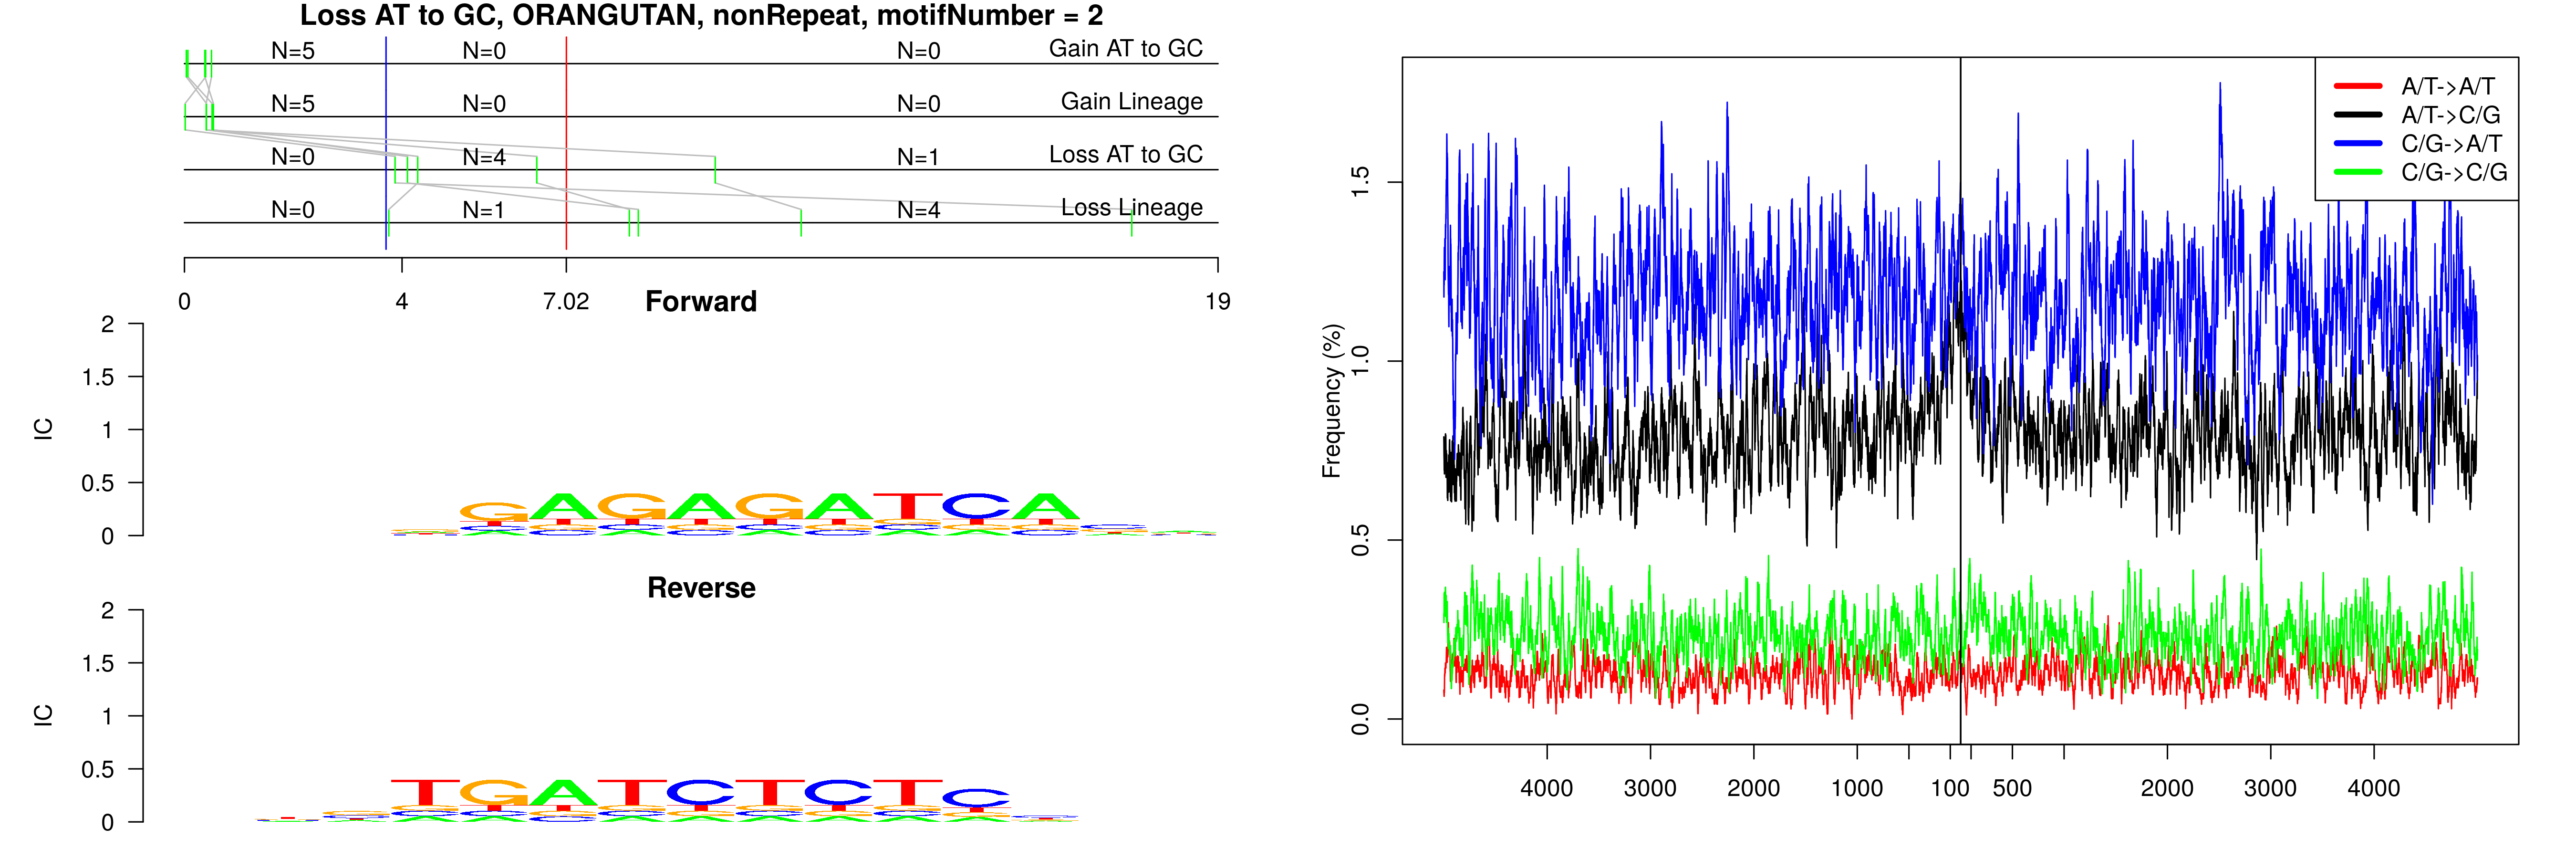 Loss AT to GC, ORANGUTAN, nonRepeat, motifNumber = 2
N=5 N=0 N=0 Gain AT to GC
N=5 N=0 N=0 Gain Lineage
N=0 N=4 N=1 Loss AT to GC
N=0 N=1 N=4 Loss Lineage
0 4 7.02 19
Forward
IC
2
1.5
1
0.5
0
GAGAGATCA
Reverse
IC
2
1.5
1
0.5
0
TGATCTCTC
A/T->A/T
A/T->C/G
C/G->A/T
C/G->C/G
Frequency (%)
1.5
1.0
0.5
0.0
4000 3000 2000 1000 100 500 2000 3000 4000